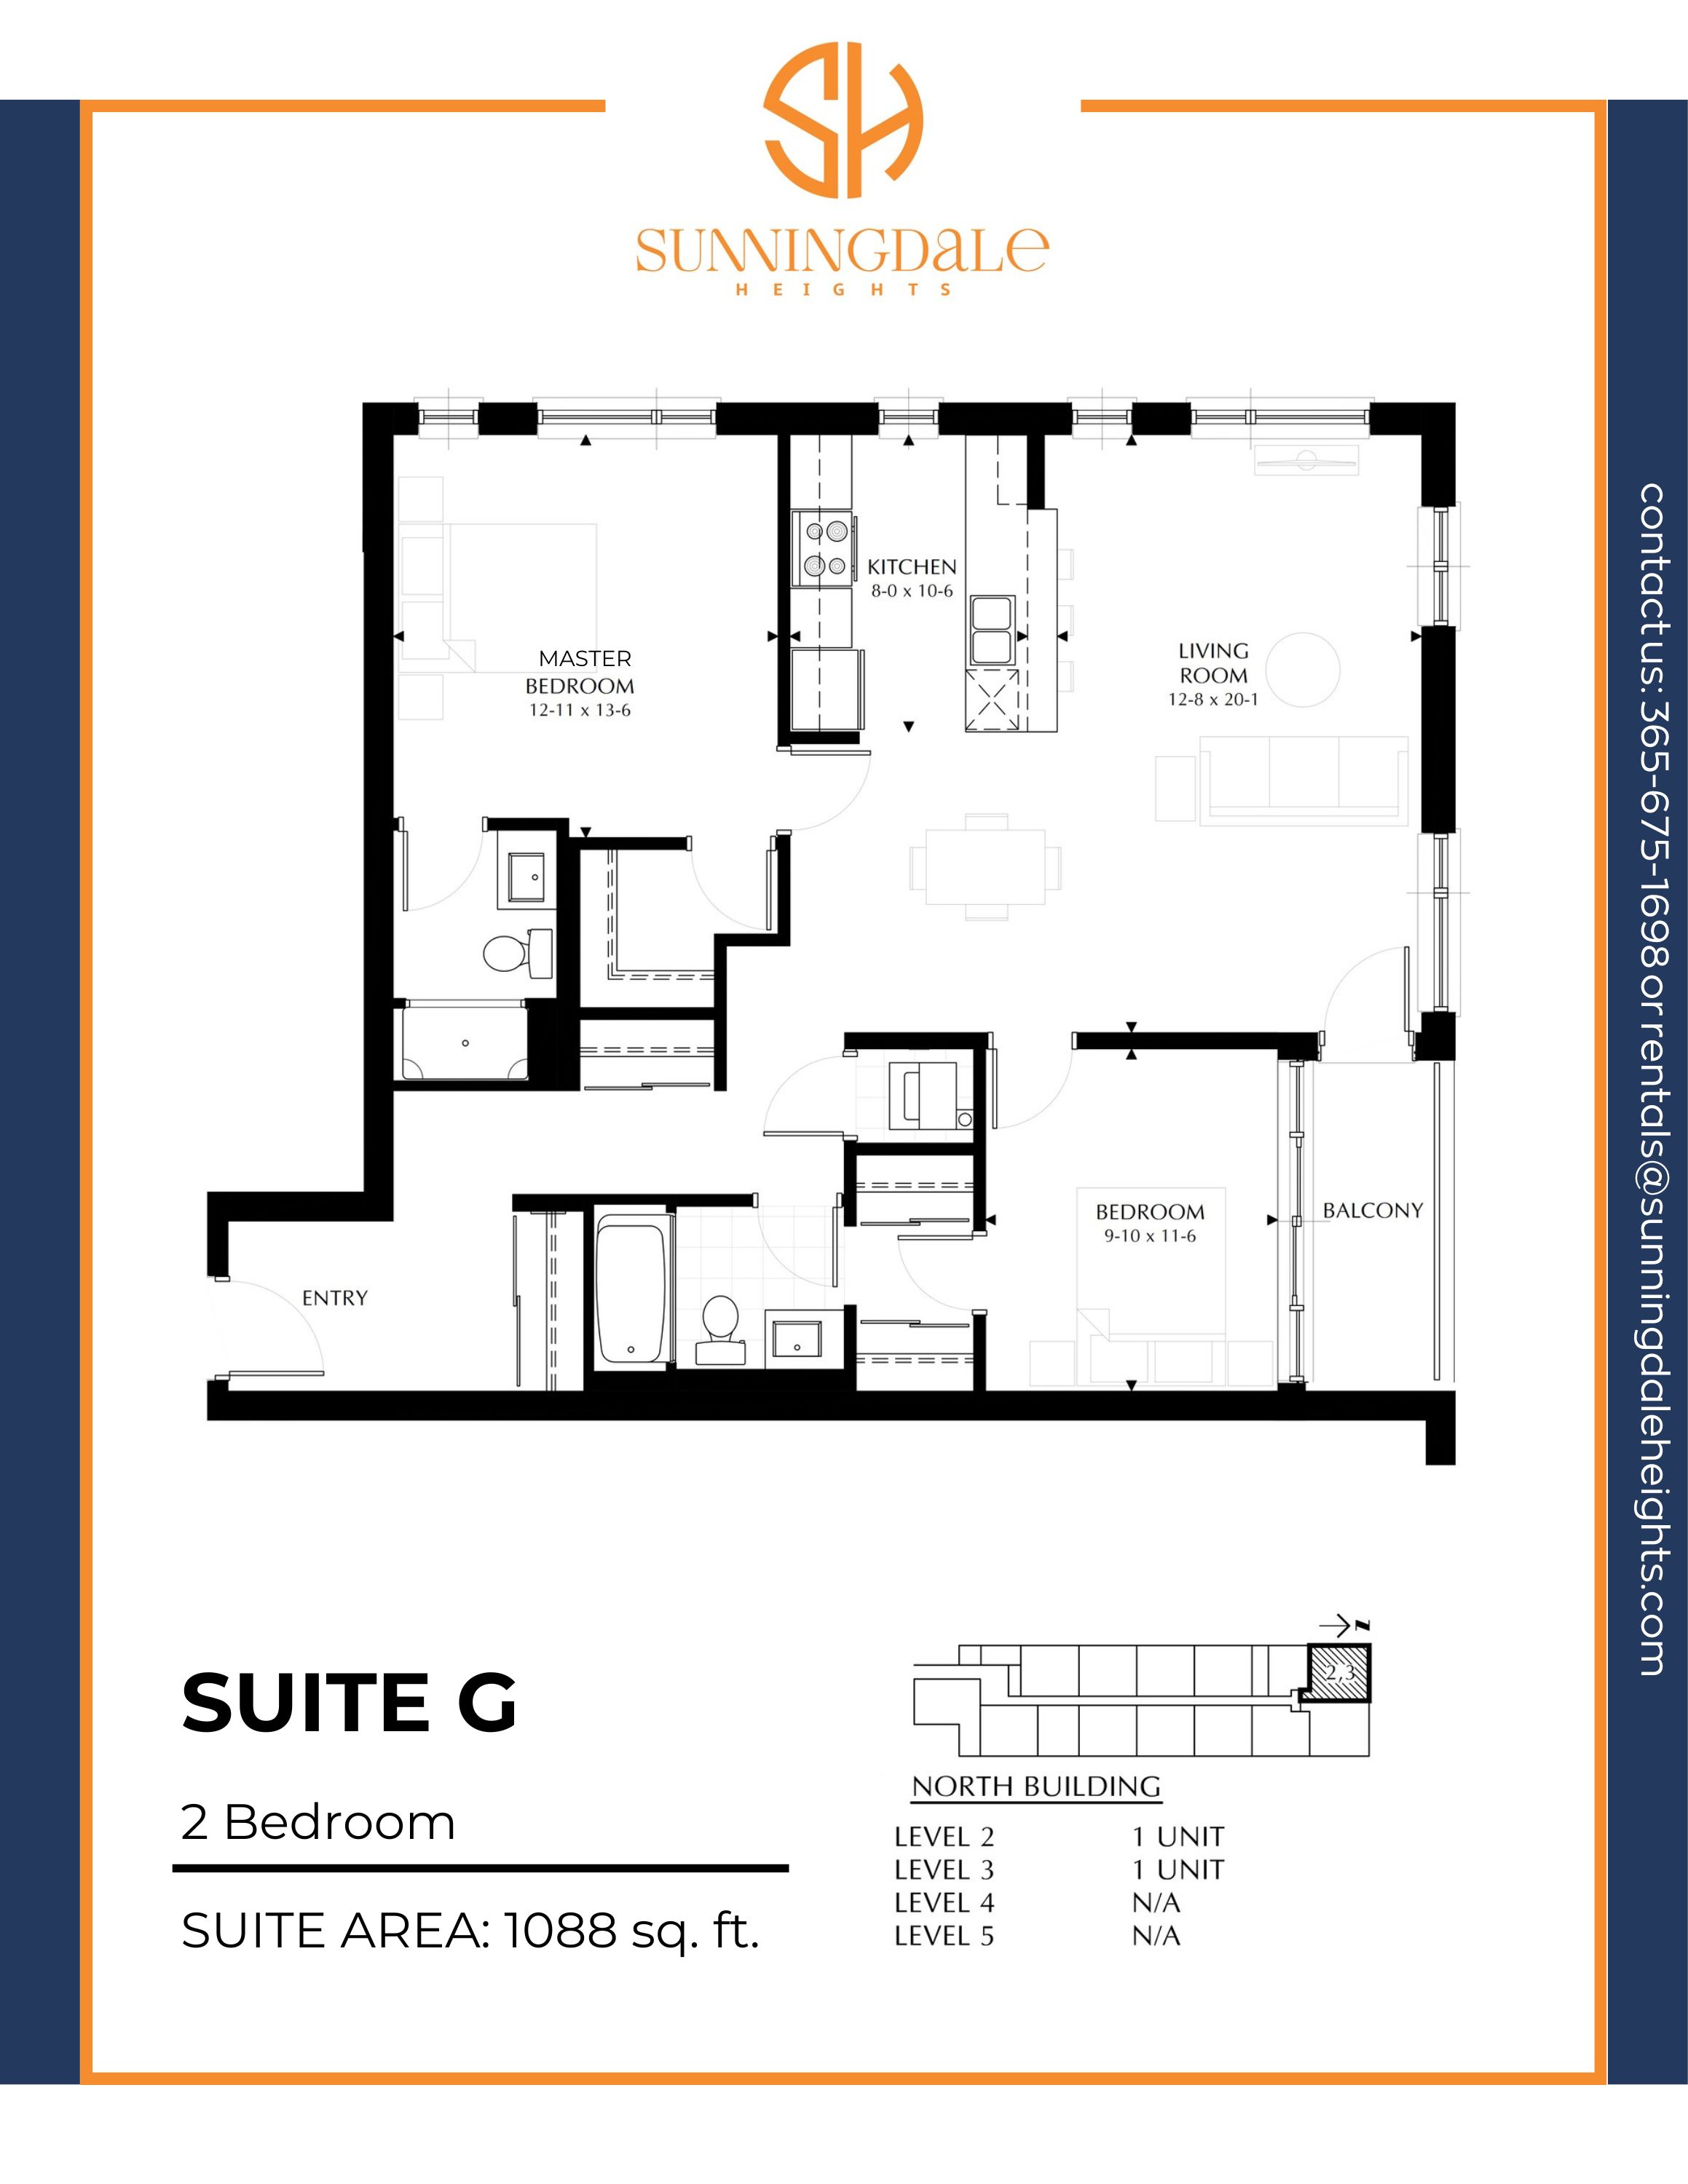 SH
SUNNINGDaLe
HEIGHTS
KITCHEN
8-0 x 10-6
MASTER
BEDROOM
12-11 x 13-6
LIVING
ROOM
12-8 x 20-1
BEDROOM
9-10 x 11-6
BALCONY
ENTRY
contact us: 365-675-1698 or rentals@sunningdaleheights.com
SUITE G
2 Bedroom
SUITE AREA: 1088 sq. ft.
N
2,3
NORTH BUILDING
LEVEL 2 1 UNIT
LEVEL 3 1 UNIT
LEVEL 4 N/A
LEVEL 5 N/A